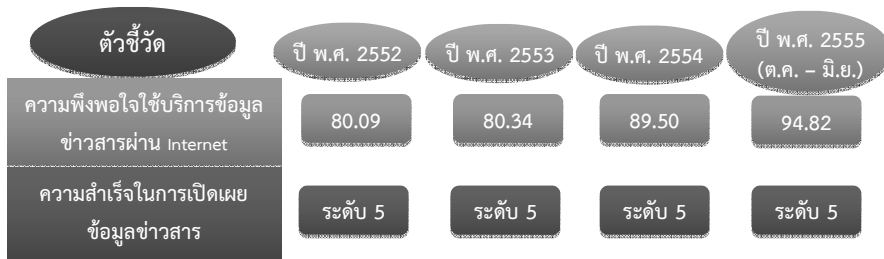 ตัวชี้วัด
ปี พ.ศ. 2552
ปี พ.ศ. 2553
ปี พ.ศ. 2554
ปี พ.ศ. 2555
(ต.ค. – มิ.ย.)
ความพึงพอใจใช้บริการข้อมูล
ข่าวสารผ่าน Internet
80.09
80.34
89.50
94.82
ความสำเร็จในการเปิดเผย
ข้อมูลข่าวสาร
ระดับ 5
ระดับ 5
ระดับ 5
ระดับ 5